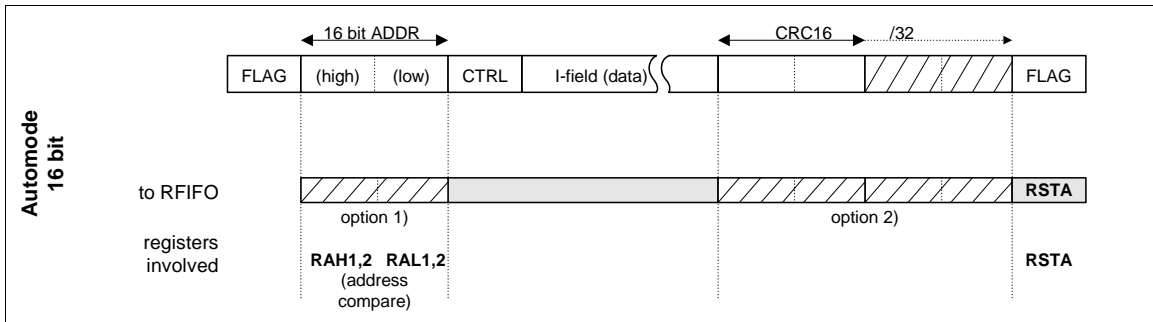 Automode
16 bit
16 bit ADDR CRC16 /32
FLAG (high) (low) CTRL I-field (data) FLAG
to RFIFO RSTA
option 1) option 2)
registers
involved
RAH1,2 RAL1,2 RSTA
(address
compare)